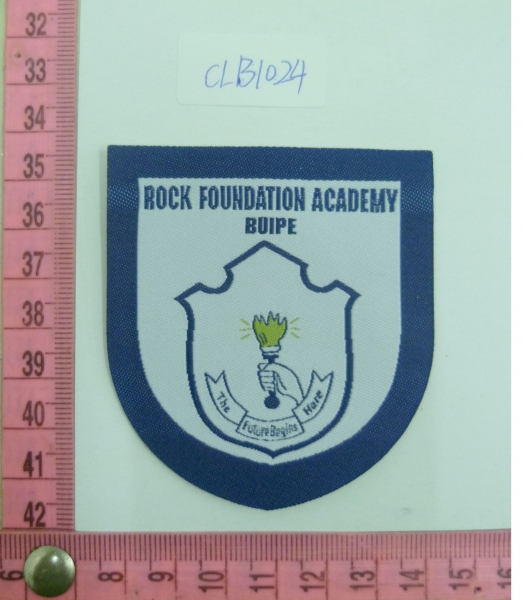 CLB1024
ROCK FOUNDATION ACADEMY
BUIPE
The Future Begins Here
32
33
34
35
36
37
38
39
40
41
42
6 8 9 10 11 12 13 14 15 16